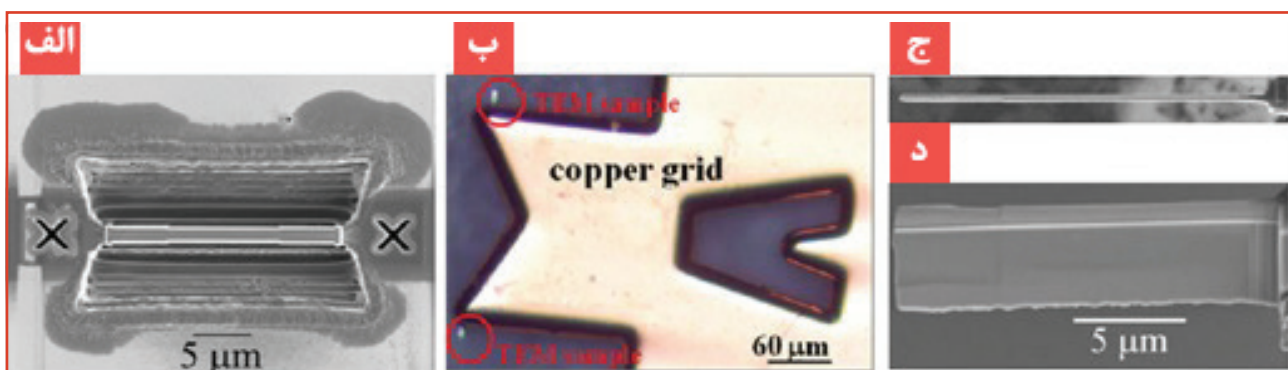 الف
ب
ج
TEM sample
copper grid
د
5 µm
TEM sample
60 µm
5 µm